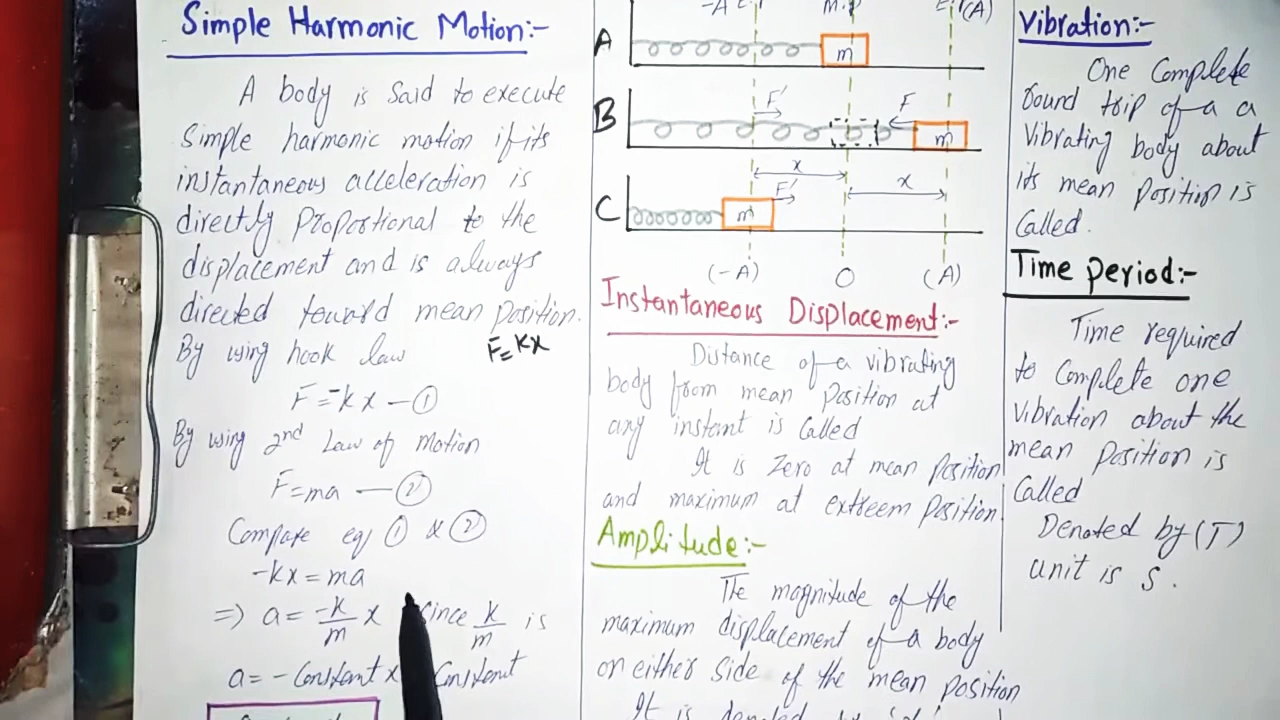 Simple Harmonic Motion:-
A body is said to execute
Simple harmonic motion if its
instantaneous acceleration is
directly proportional to the
displacement and is always
directed toward mean position.
By using hook law F=kx
F=-kx —①
By using 2nd Law of motion
F=ma —②
Compare eq ① & ②
-kx=ma
=) a= -k/m x since k/m is
a= - Constant x Constant
-A M.P (A)
A m
B F' F m
x x
C m F'
(-A) O (A)
Instantaneous Displacement:-
Distance of a vibrating
body from mean position at
any instant is Called
It is Zero at mean position
and maximum at extreem position
Amplitude:-
The magnitude of the
maximum displacement of a body
on either side of the mean position
It is denoted by
Vibration:-
One Complete
round trip of a a
vibrating body about
its mean position is
Called.
Time period:-
Time required
to Complete one
vibration about the
mean position is
Called
Denoted by (T)
unit is s.